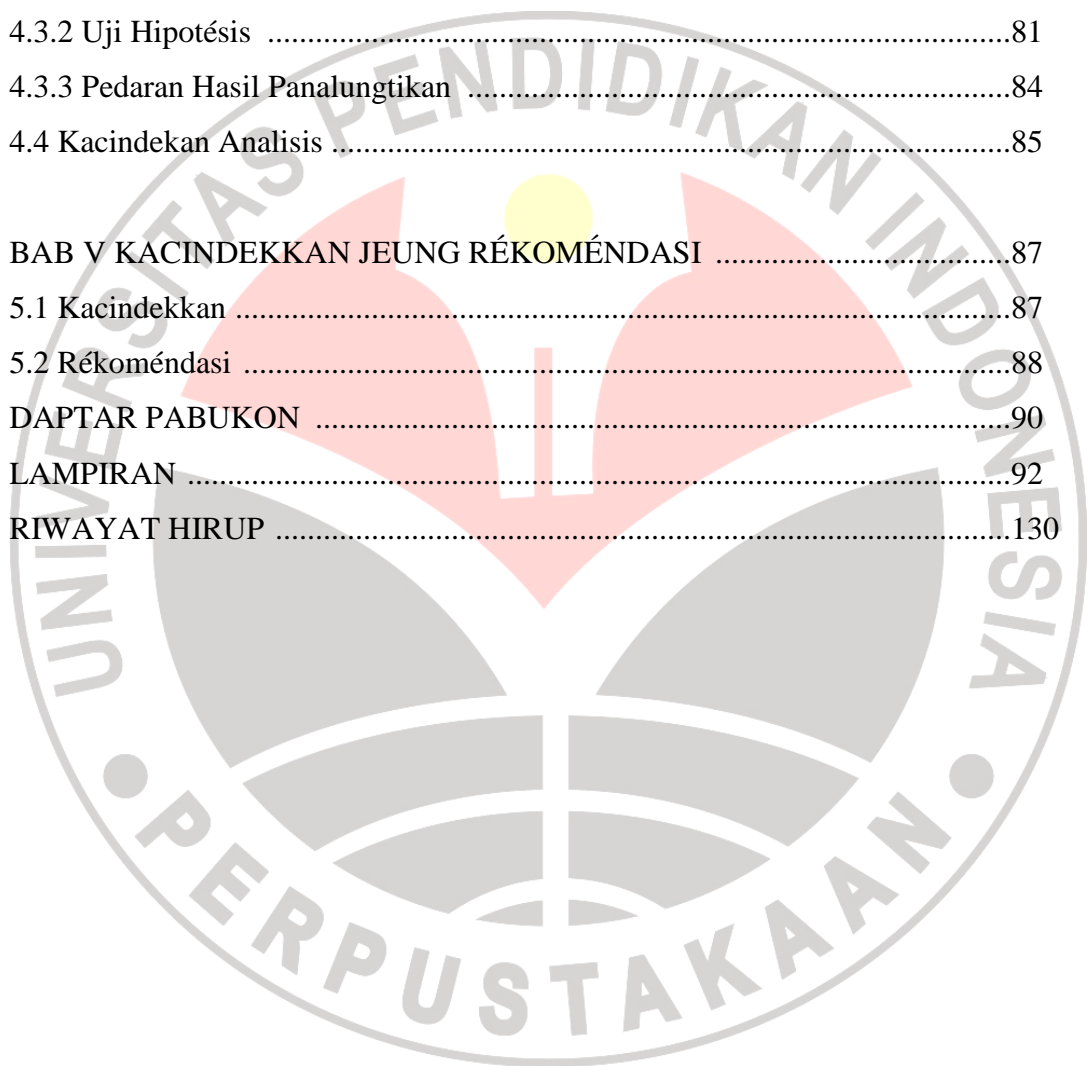 4.3.2 Uji Hipotésis ....................................................................................81
4.3.3 Pedaran Hasil Panalungtikan .............................................................84
4.4 Kacindekan Analisis .............................................................................85
BAB V KACINDEKKAN JEUNG RÉKOMÉNDASI .................................87
5.1 Kacindekkan ........................................................................................87
5.2 Rékoméndasi .......................................................................................88
DAPTAR PABUKON ...............................................................................90
LAMPIRAN .............................................................................................92
RIWAYAT HIRUP ...................................................................................130
UNIVERSITAS PENDIDIKAN INDONESIA
PERPUSTAKAAN